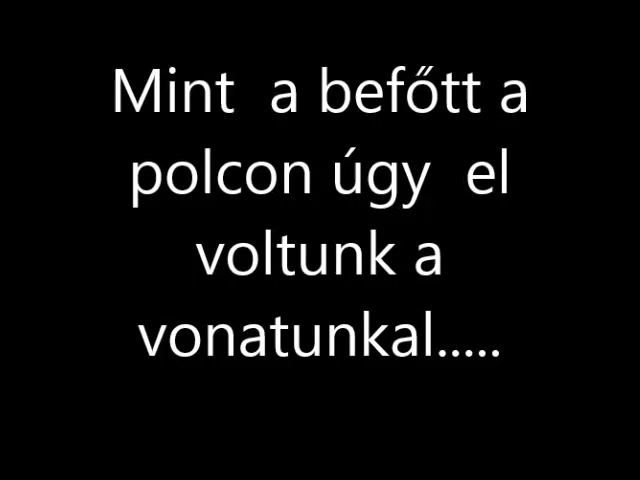 Mint  a befőtt a
polcon úgy  el
voltunk a
vonatunkal.....